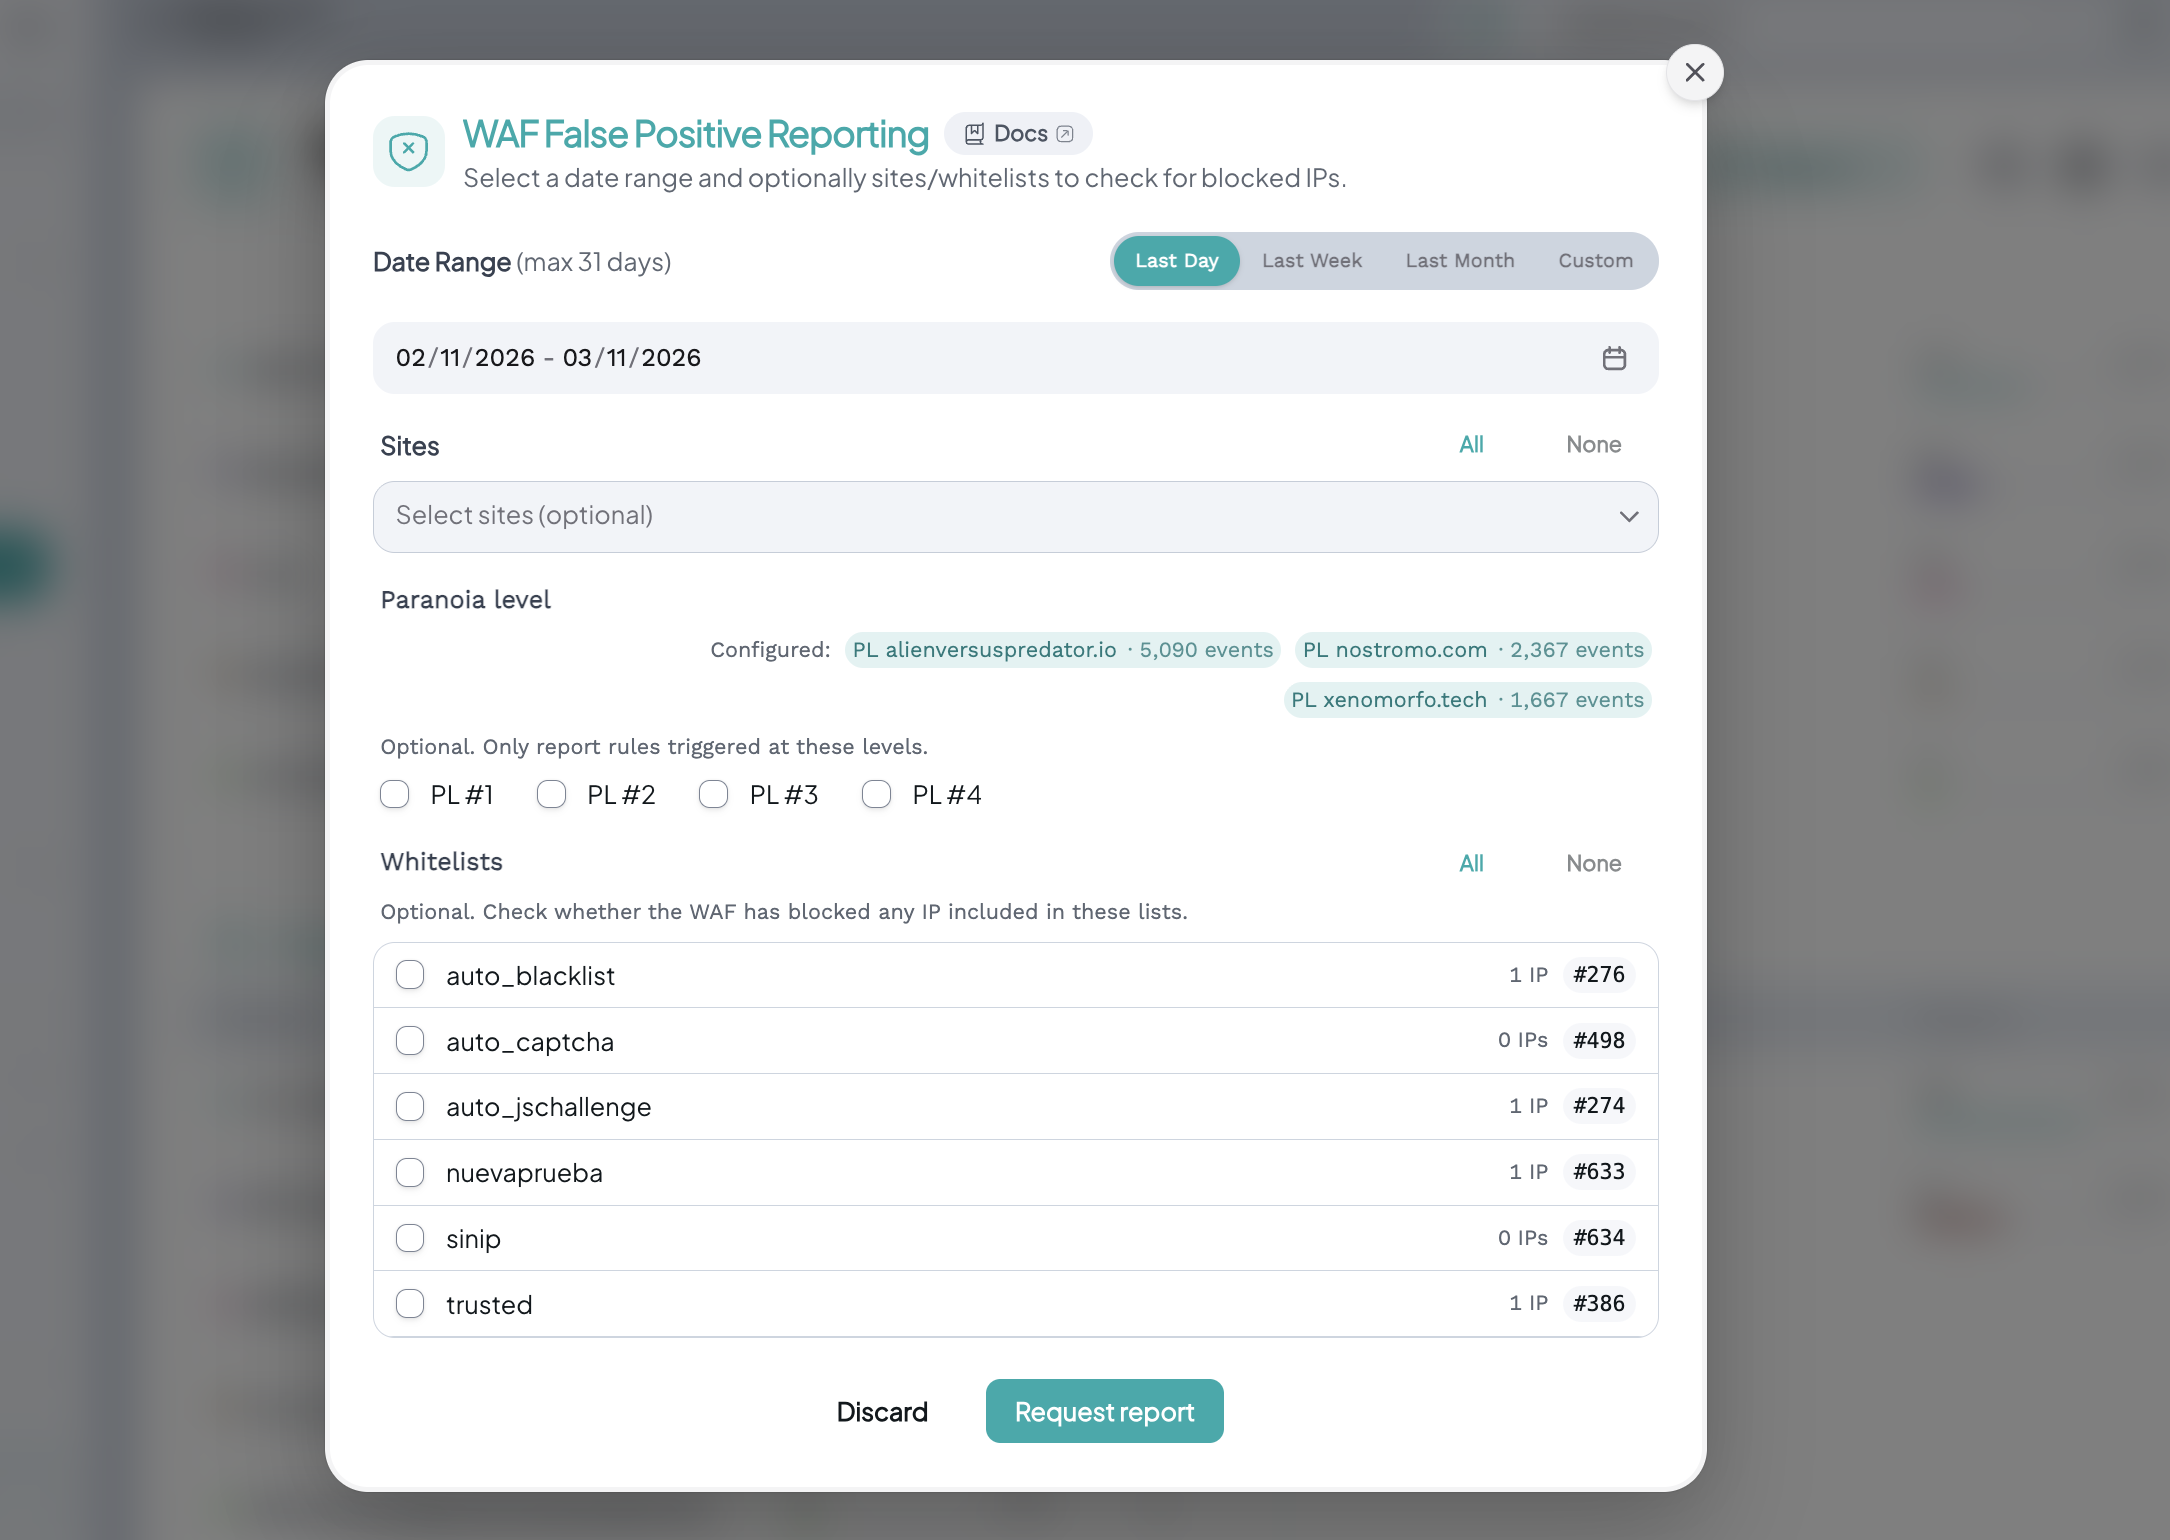 WAF False Positive Reporting Docs
Select a date range and optionally sites/whitelists to check for blocked IPs.
Date Range (max 31 days) Last Day Last Week Last Month Custom
02/11/2026 - 03/11/2026
Sites All None
Select sites (optional)
Paranoia level
Configured: PL alienversuspredator.io · 5,090 events PL nostromo.com · 2,367 events
PL xenomorfo.tech · 1,667 events
Optional. Only report rules triggered at these levels.
PL #1 PL #2 PL #3 PL #4
Whitelists All None
Optional. Check whether the WAF has blocked any IP included in these lists.
auto_blacklist 1 IP #276
auto_captcha 0 IPs #498
auto_jschallenge 1 IP #274
nuevaprueba 1 IP #633
sinip 0 IPs #634
trusted 1 IP #386
Discard Request report